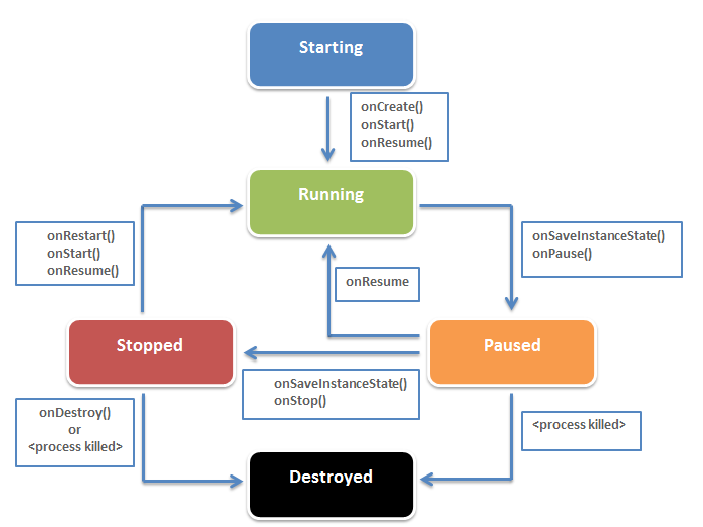 Starting
onCreate()
onStart()
onResume()
Running
onRestart()
onStart()
onResume()
onSaveInstanceState()
onPause()
onResume
Stopped
Paused
onSaveInstanceState()
onStop()
onDestroy()
or
<process killed>
<process killed>
Destroyed